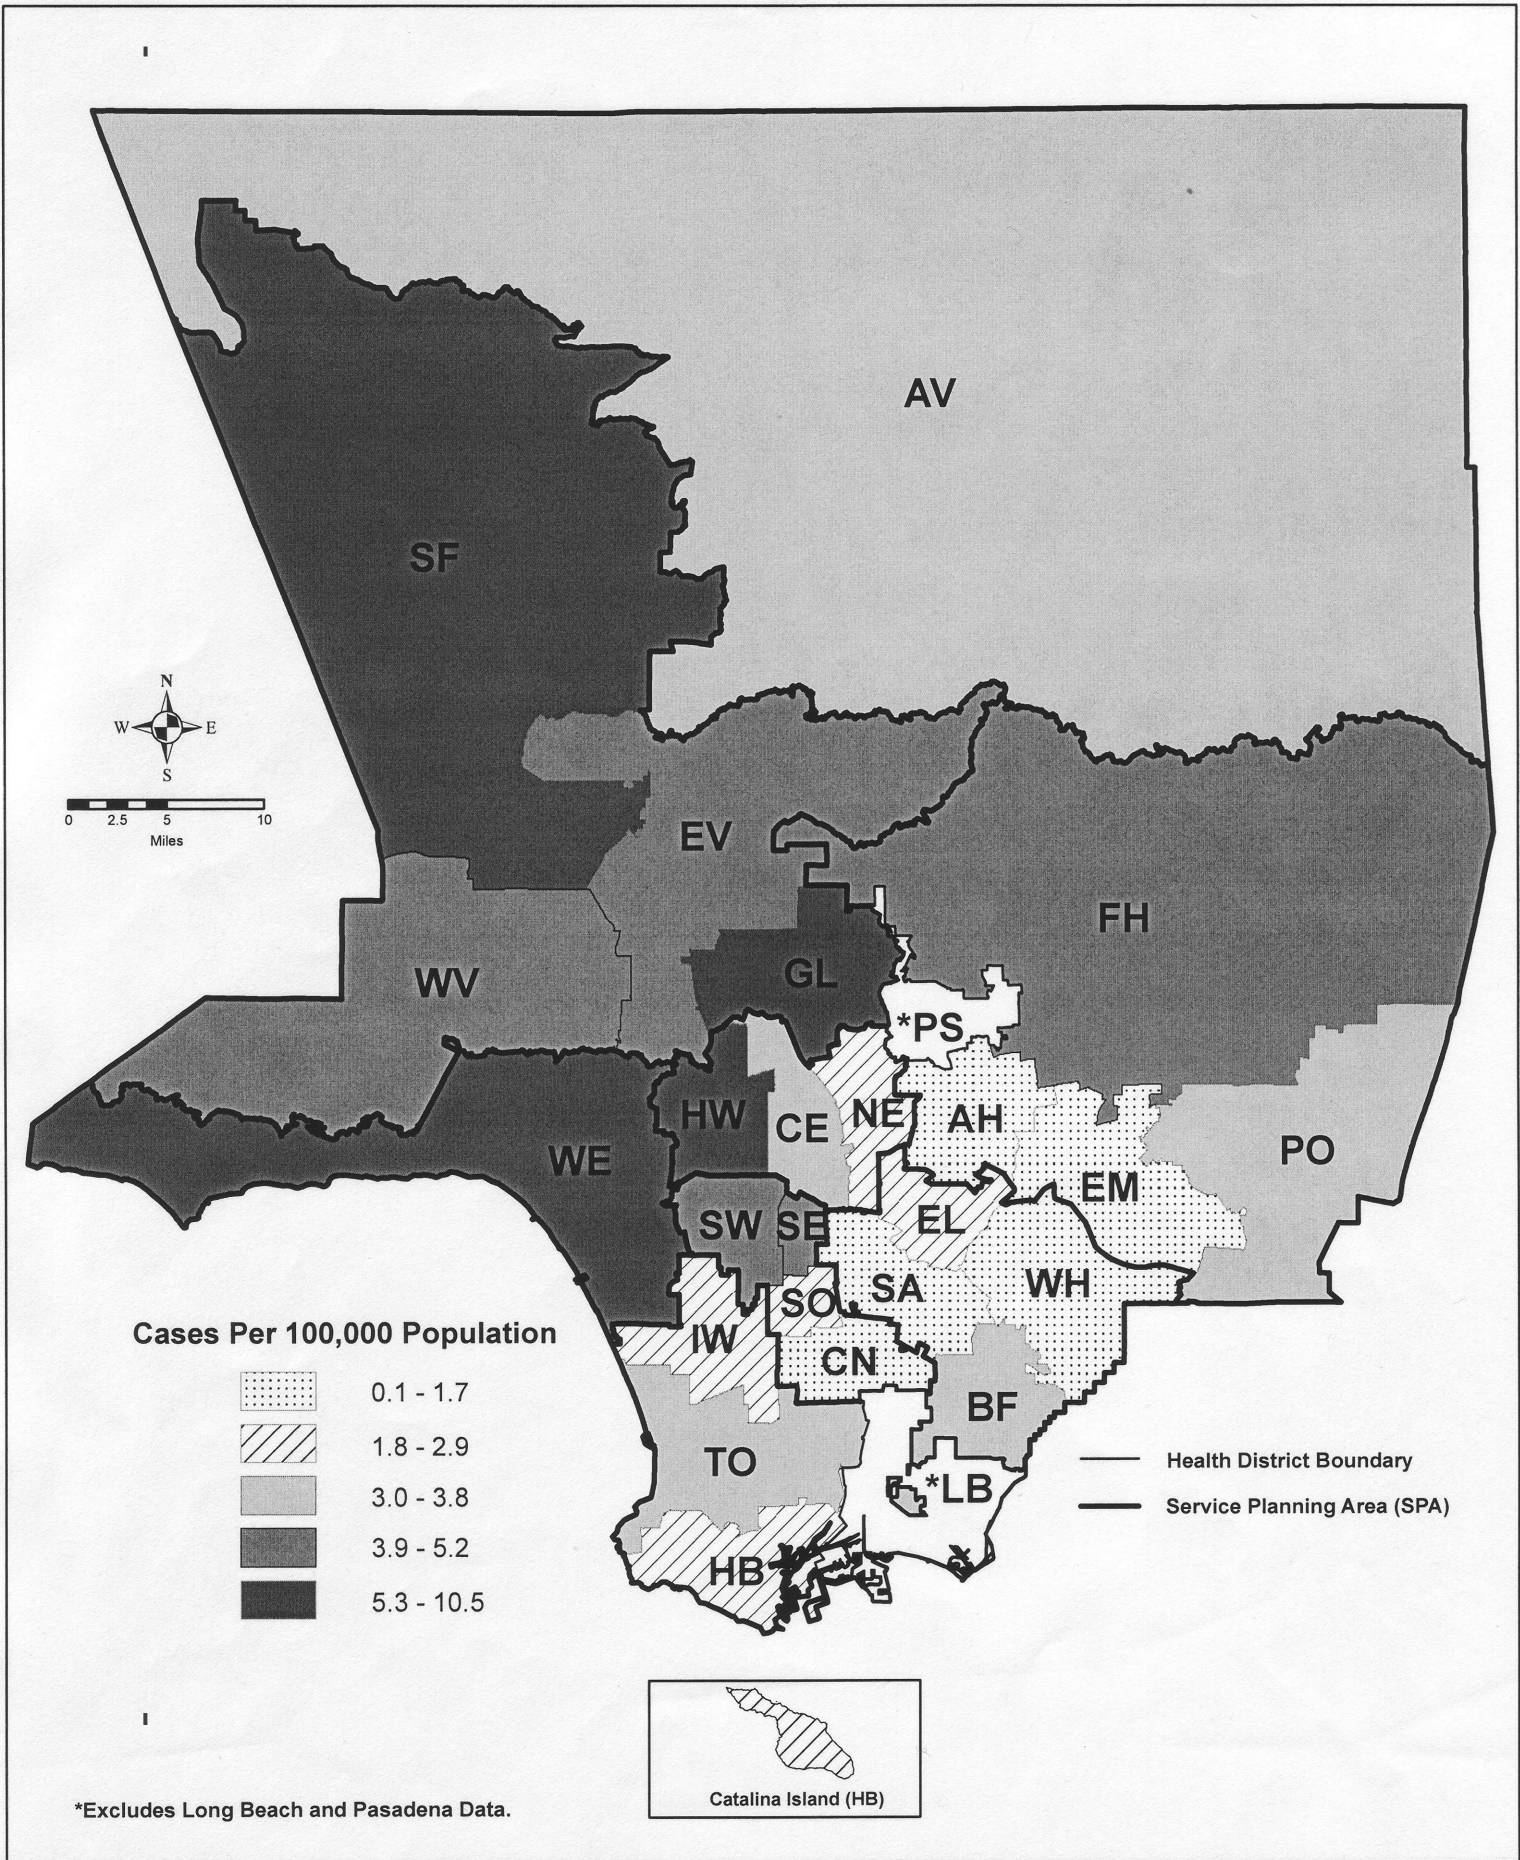 AV
SF
N
W E
S
0 2.5 5 10
Miles
EV
FH
WV
GL
*PS
HW
CE
NE
AH
WE
PO
EM
SW
SE
EL
SA
WH
SO
IW
CN
BF
TO
*LB
HB
Cases Per 100,000 Population
0.1 - 1.7
1.8 - 2.9
3.0 - 3.8
3.9 - 5.2
5.3 - 10.5
Health District Boundary
Service Planning Area (SPA)
Catalina Island (HB)
*Excludes Long Beach and Pasadena Data.